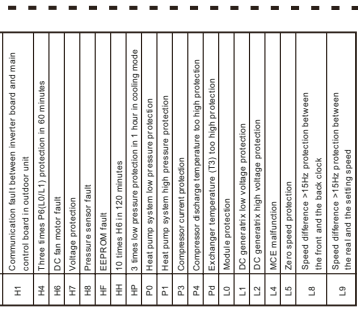 H1 Communication fault between inverter board and main
control board in outdoor unit
H4 Three times P6(L0/L1) protection in 60 minutes
H6 DC fan motor fault
H7 Voltage protection
H8 Pressure sensor fault
HF EEPROM fault
HH 10 times H6 in 120 minutes
HP 3 times low pressure protection in 1 hour in cooling mode
P0 Heat pump system low pressure protection
P1 Heat pump system high pressure protection
P3 Compressor current protection
P4 Compressor discharge temperature too high protection
Pd Exchanger temperature (T3) too high protection
L0 Module protection
L1 DC generatrix low voltage protection
L2 DC generatrix high voltage protection
L4 MCE malfunction
L5 Zero speed protection
L8 Speed difference >15Hz protection between
the front and the back clock
L9 Speed difference >15Hz protection between
the real and the setting speed